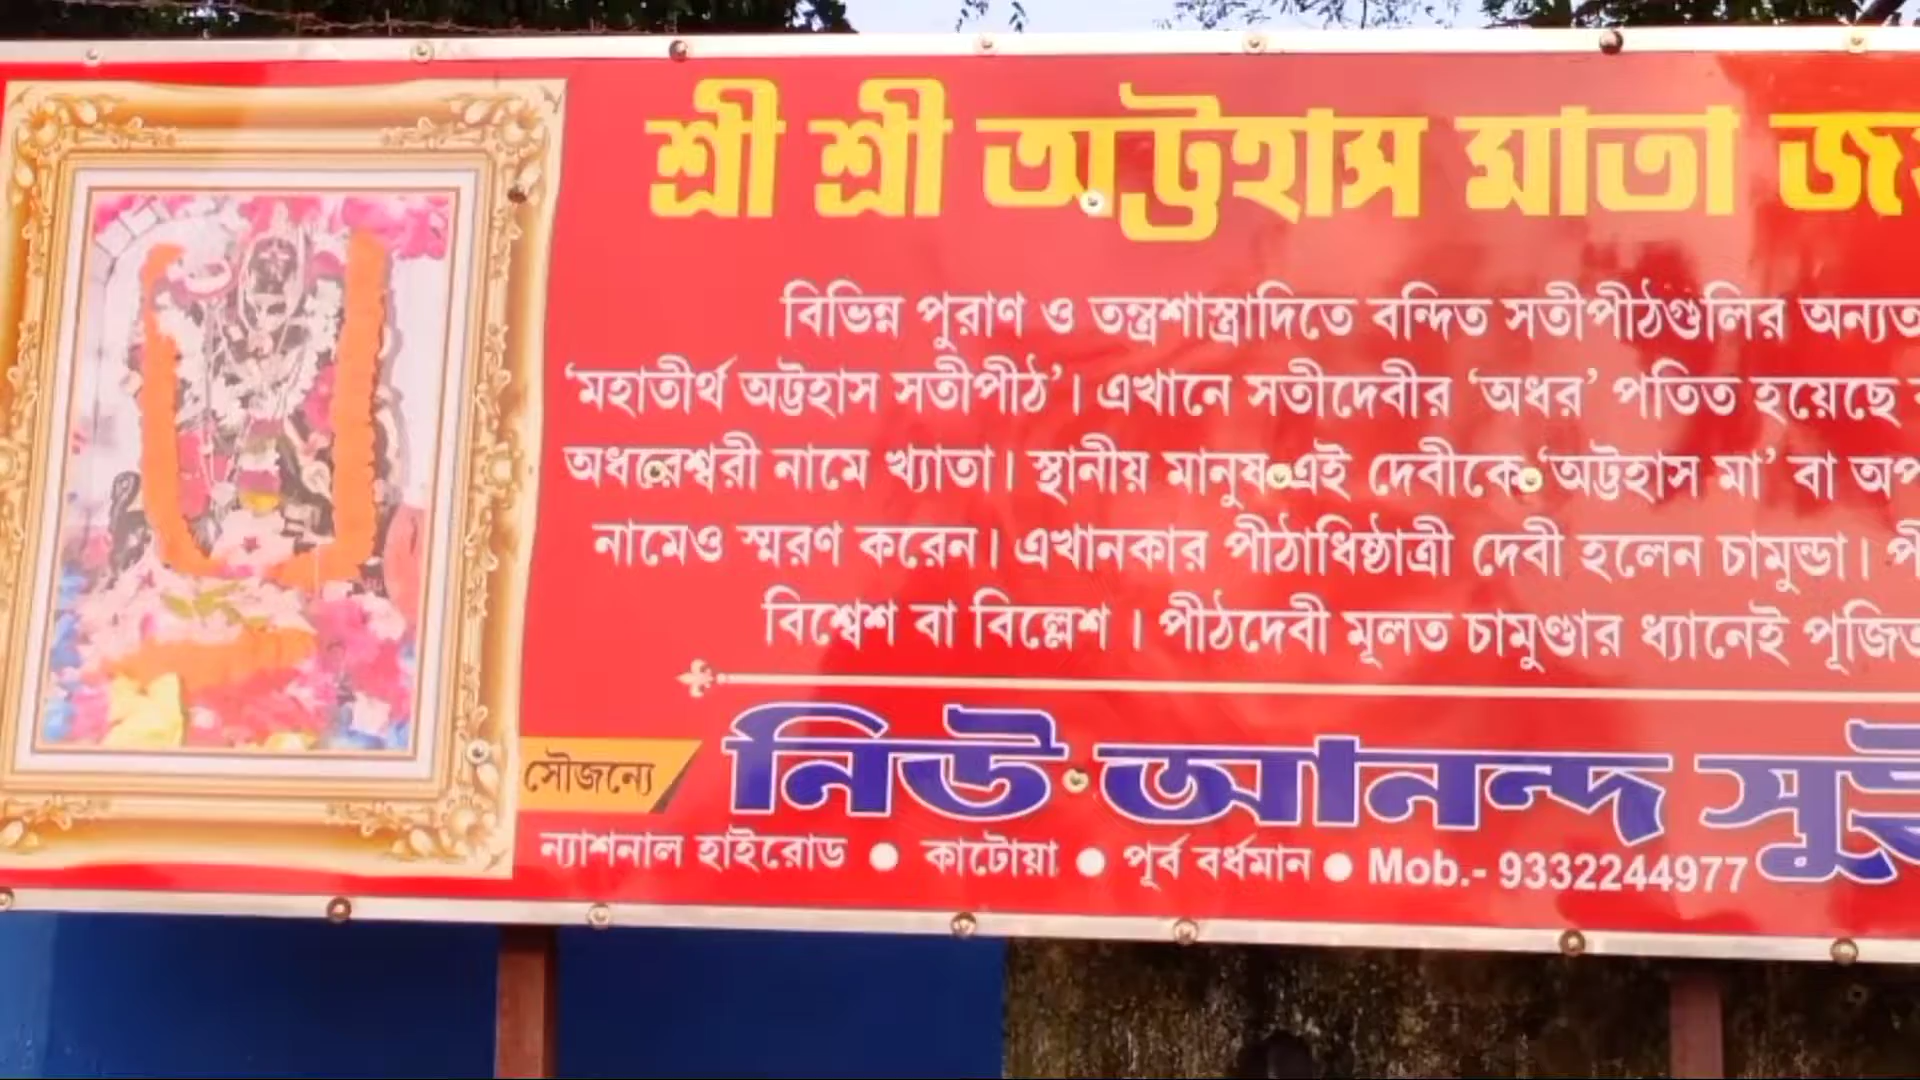 শ্রী শ্রী অট্টহাস মাতা
বিভিন্ন পুরাণ ও তন্ত্রশাস্ত্রাদিতে বন্দিত সতীপীঠগুলির
‘মহাতীর্থ অট্টহাস সতীপীঠ’। এখানে সতীদেবীর ‘অধর’ পতিত হয়েছে
অধরেশ্বরী নামে খ্যাতা। স্থানীয় মানুষ এই দেবীকে ‘অট্টহাস মা’ বা
নামেও স্মরণ করেন। এখানকার পীঠাধিষ্ঠাত্রী দেবী হলেন চামুন্ডা।
বিশ্বেশ বা বিল্লেশ । পীঠদেবী মূলত চামুণ্ডার ধ্যানেই
সৌজন্যে নিউ আনন্দ
ন্যাশনাল হাইরোড ● কাটোয়া ● পূর্ব বর্ধমান ● Mob.- 9332244977